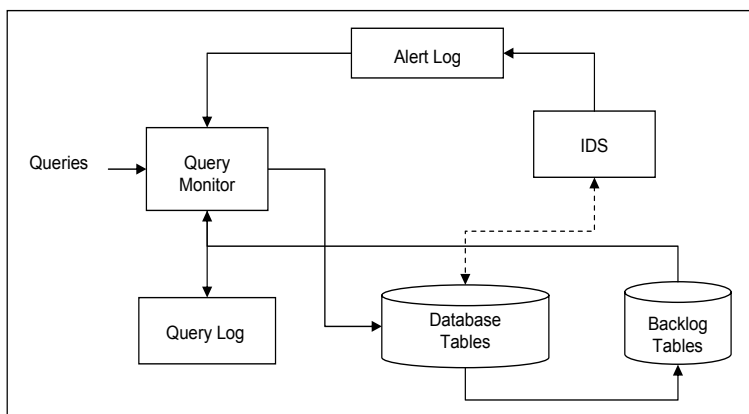 Alert Log
IDS
Queries
Query
Monitor
Query Log
Database
Tables
Backlog
Tables